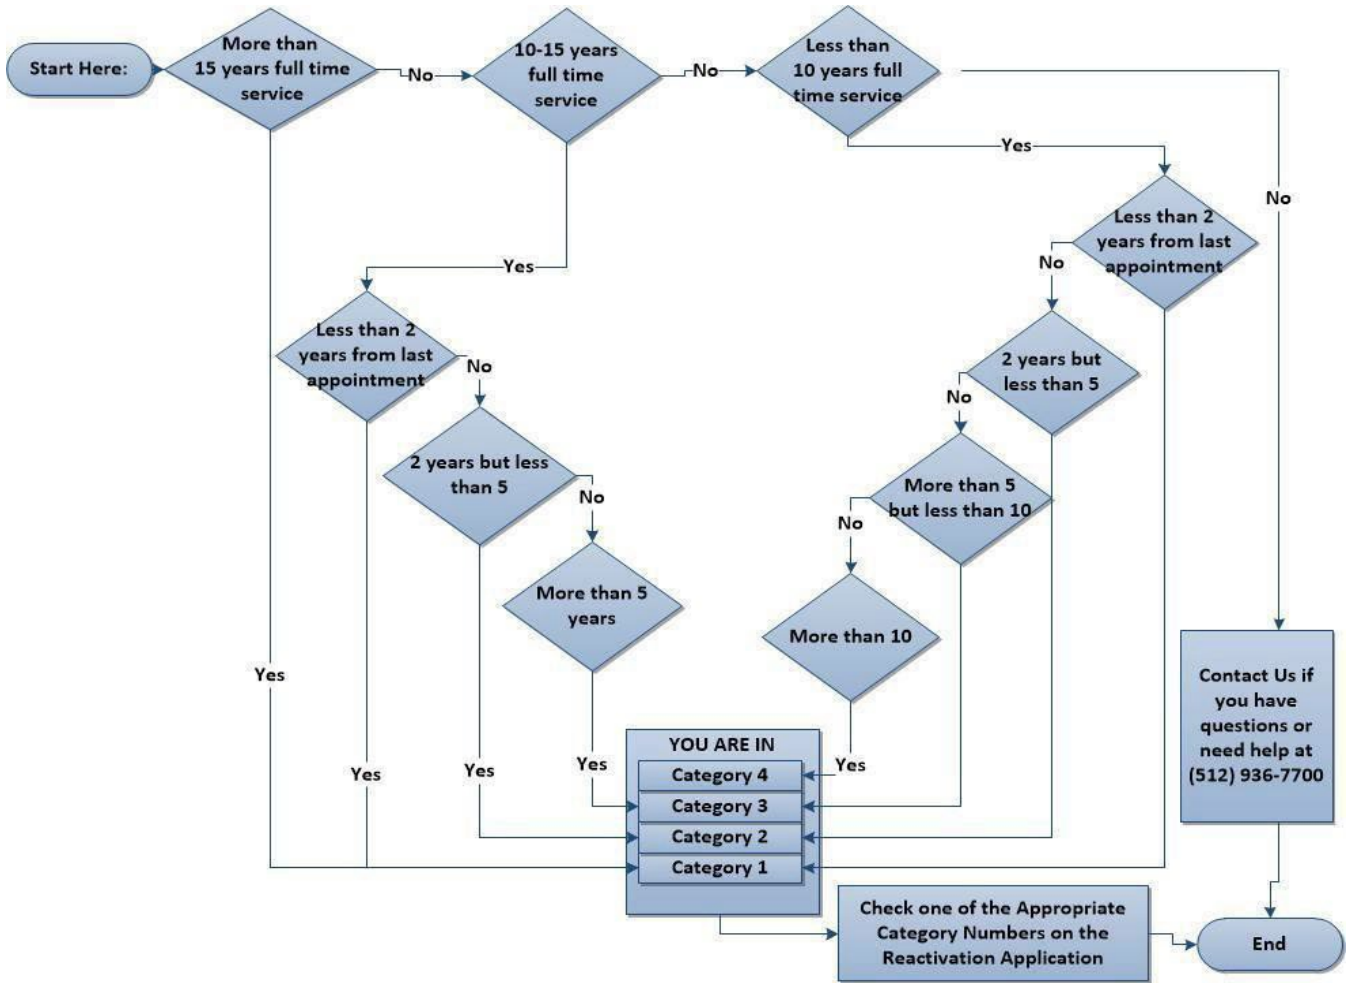 Start Here:
More than
15 years full time
service
No
10-15 years
full time
service
No
Less than
10 years full
time service
Yes
No
Less than 2
years from last
appointment
No
Yes
Less than 2
years from last
appointment
No
2 years but
less than 5
No
2 years but less
than 5
No
More than 5
but less than 10
No
More than 5
years
More than 10
Yes
Yes
Yes
Yes
Yes
YOU ARE IN
Category 4
Category 3
Category 2
Category 1
Contact Us if
you have
questions or
need help at
(512) 936-7700
Check one of the Appropriate
Category Numbers on the
Reactivation Application
End